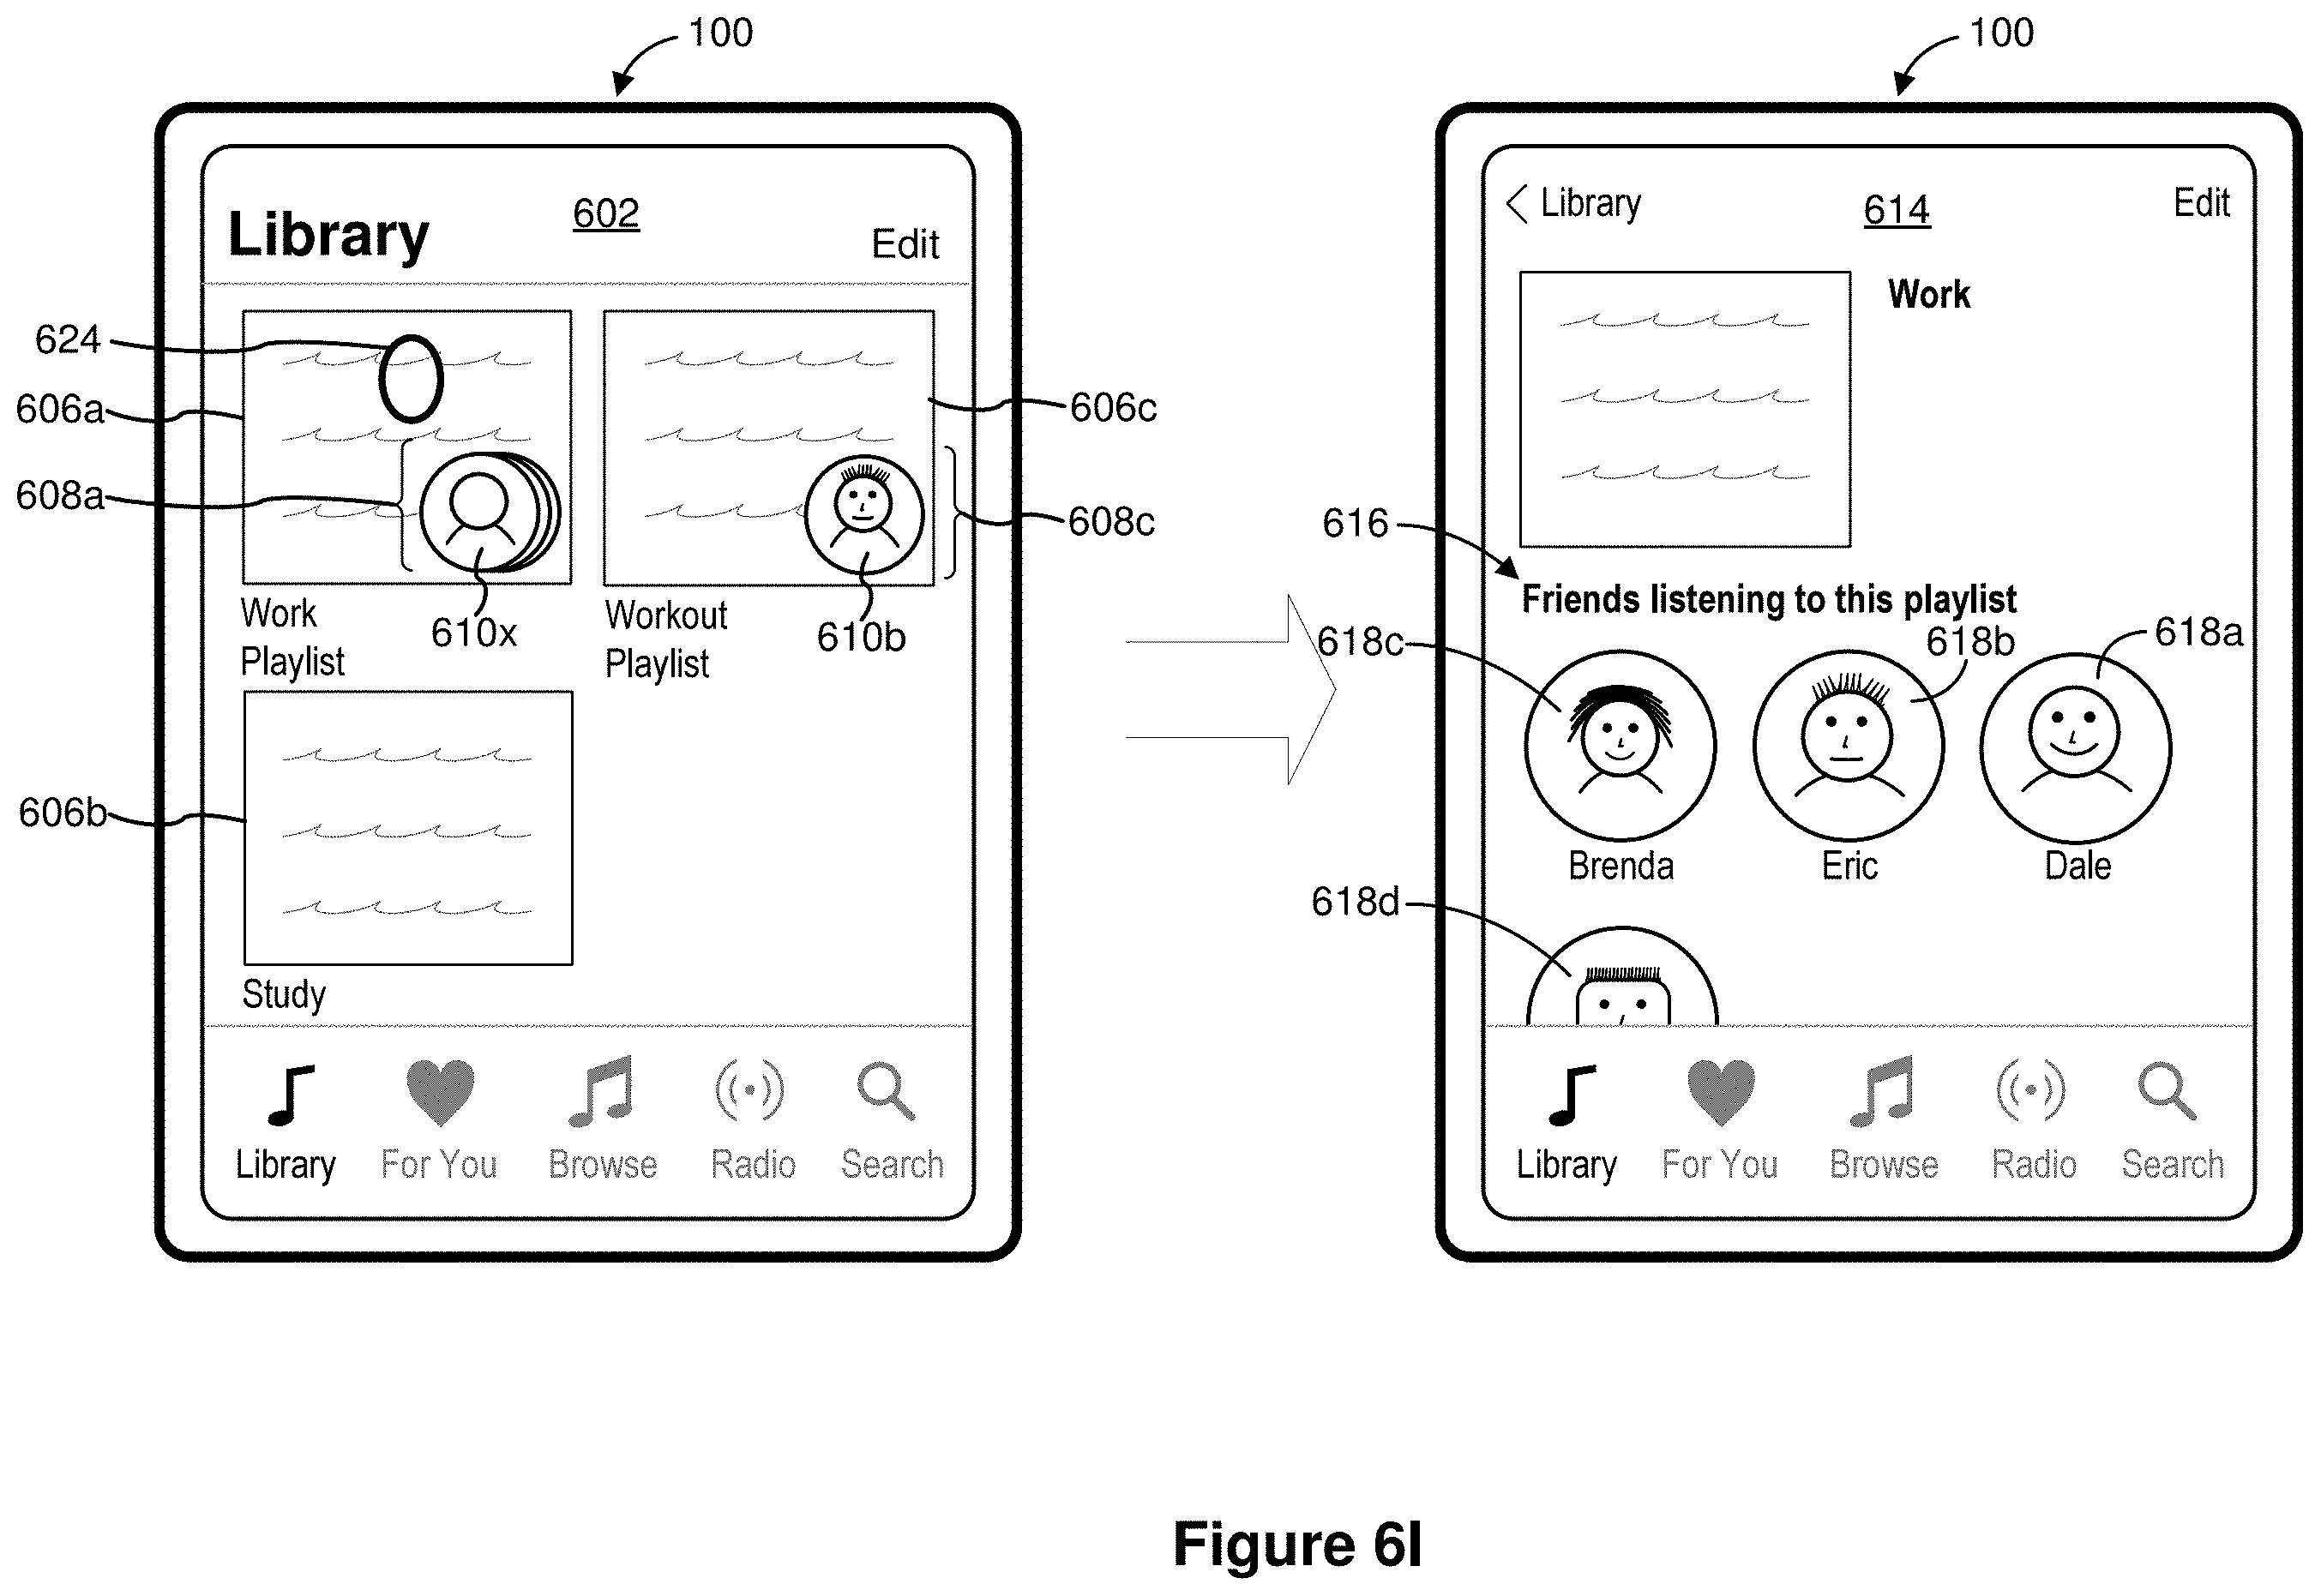 100
602
Library
Edit
624
606a
608a
606c
608c
Work
Playlist
610x
Workout
Playlist
610b
606b
Study
Library
For You
Browse
Radio
Search
100
< Library
614
Edit
Work
616
Friends listening to this playlist
618c
618b
618a
Brenda
Eric
Dale
618d
Library
For You
Browse
Radio
Search
Figure 6I